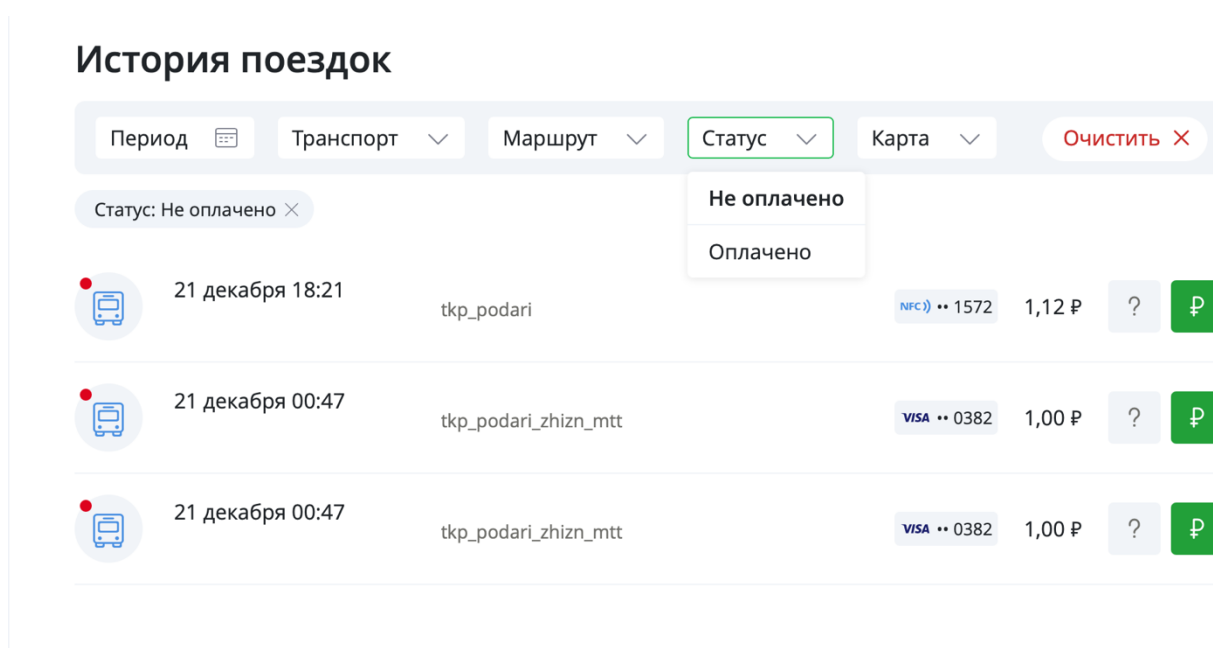 История поездок
Период Транспорт Маршрут Статус Карта Очистить
Статус: Не оплачено
Не оплачено
Оплачено
21 декабря 18:21 tkp_podari NFC •• 1572 1,12 ₽ ? ₽
21 декабря 00:47 tkp_podari_zhizn_mtt VISA •• 0382 1,00 ₽ ? ₽
21 декабря 00:47 tkp_podari_zhizn_mtt VISA •• 0382 1,00 ₽ ? ₽